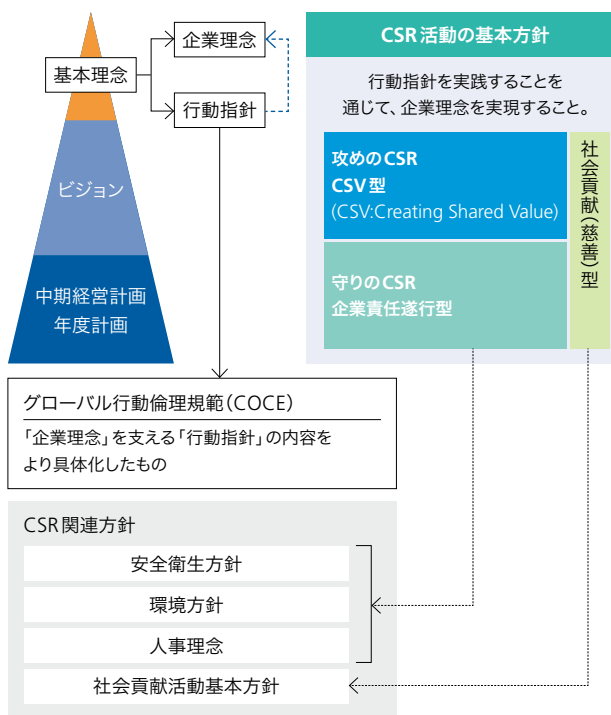 基本理念
企業理念
行動指針
ビジョン
中期経営計画
年度計画
CSR活動の基本方針
行動指針を実践することを
通じて、企業理念を実現すること。
攻めのCSR
CSV型
(CSV:Creating Shared Value)
守りのCSR
企業責任遂行型
社会貢献(慈善)型
グローバル行動倫理規範(COCE)
「企業理念」を支える「行動指針」の内容を
より具体化したもの
CSR関連方針
安全衛生方針
環境方針
人事理念
社会貢献活動基本方針